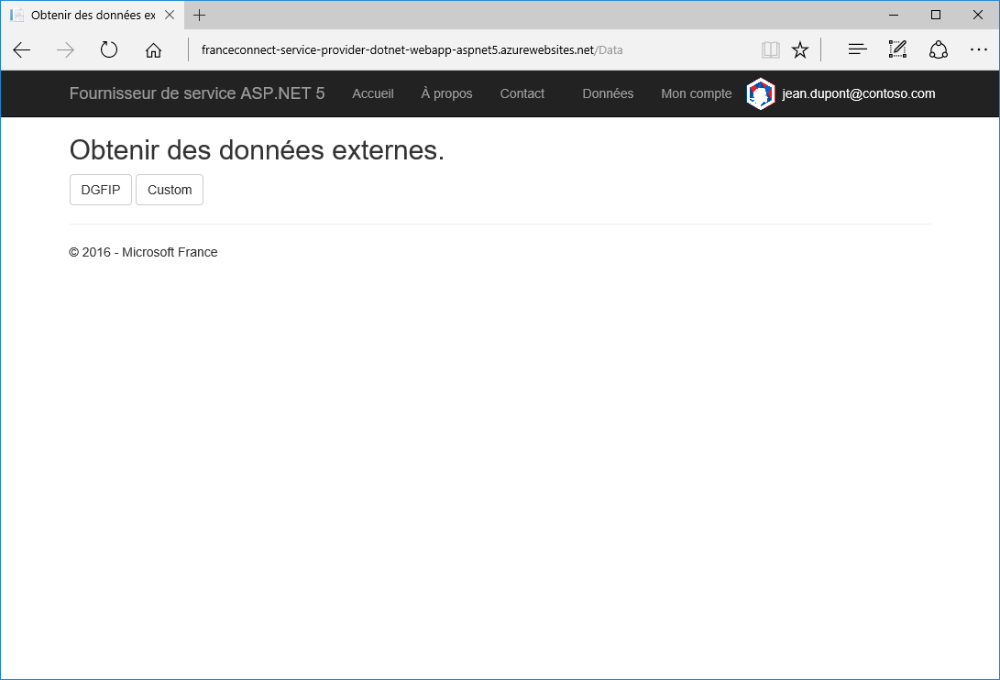 Obtenir des données ex
franceconnect-service-provider-dotnet-webapp-aspnet5.azurewebsites.net/Data
Fournisseur de service ASP.NET 5 Accueil À propos Contact Données Mon compte jean.dupont@contoso.com
Obtenir des données externes.
DGFIP Custom
© 2016 - Microsoft France